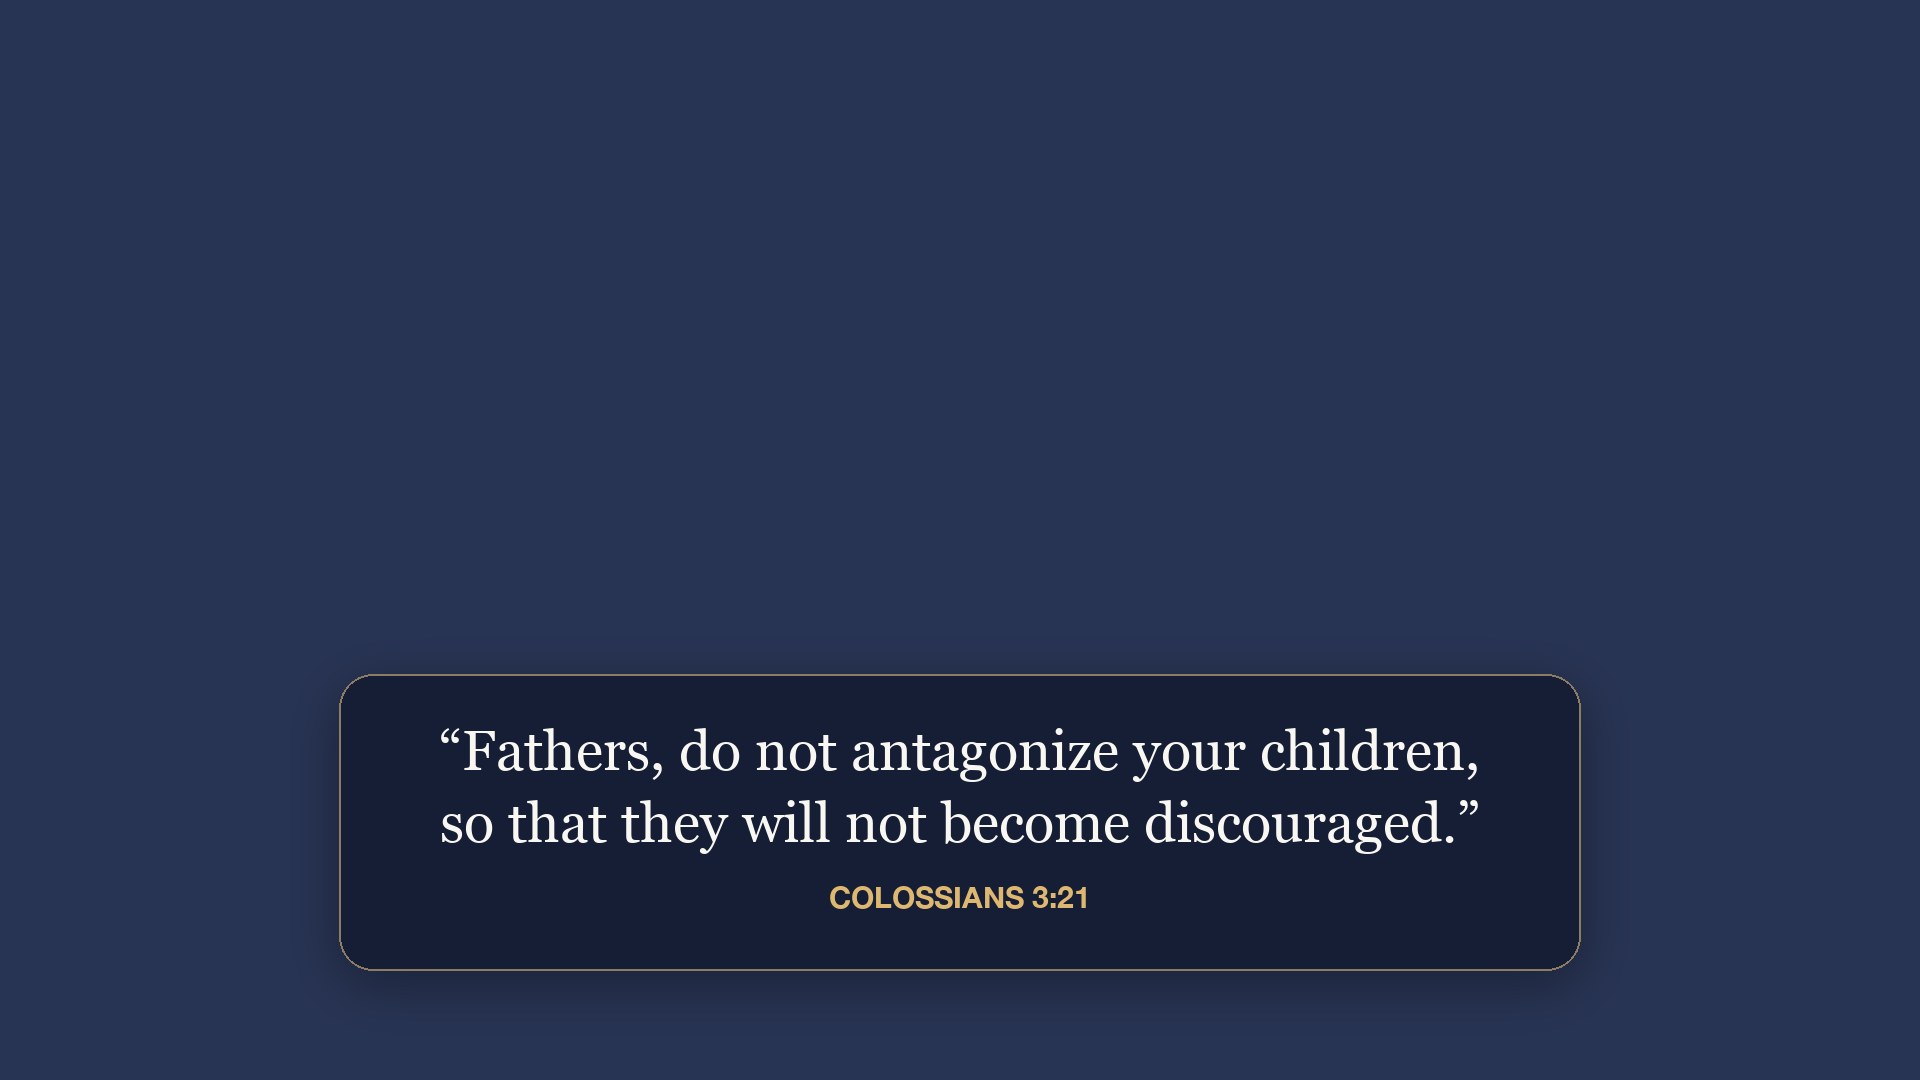 “Fathers, do not antagonize your children,
so that they will not become discouraged.”
COLOSSIANS 3:21